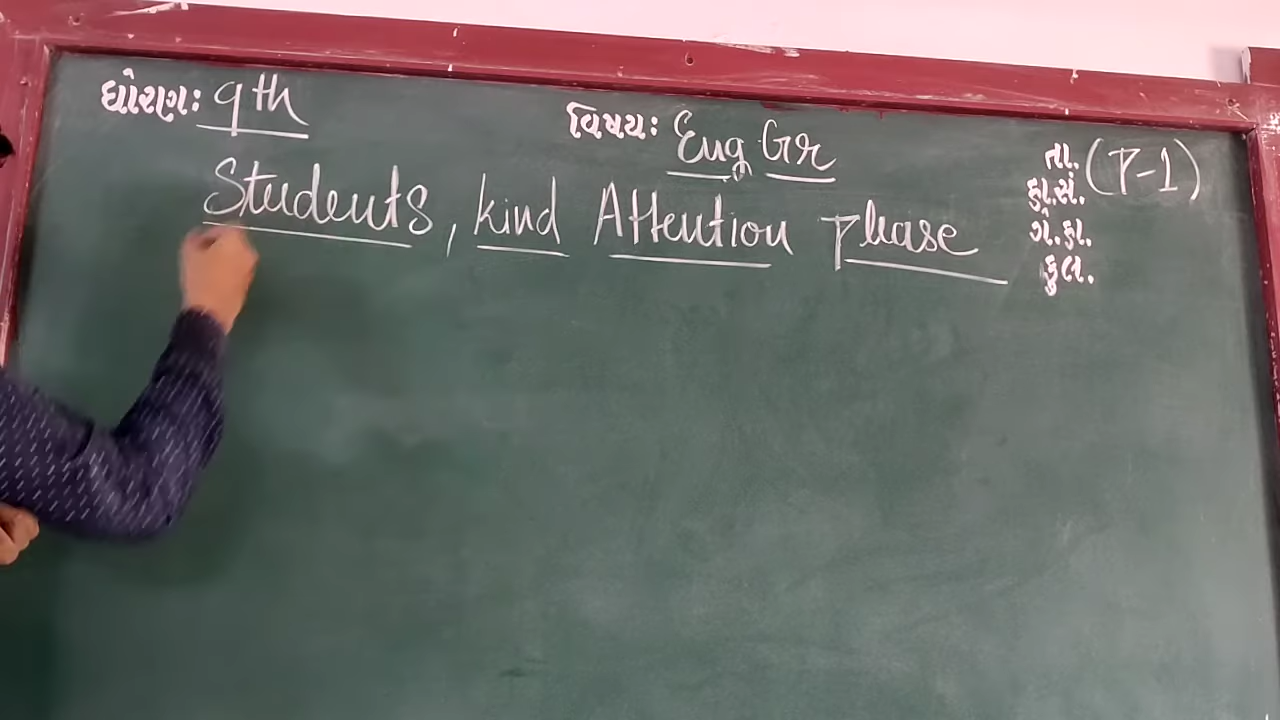 ધોરણ: 9th વિષય: Eng Gr તા. (P-1)
Students, kind Attention please ક્રા.સં.
ગે.હા.
કુલ.